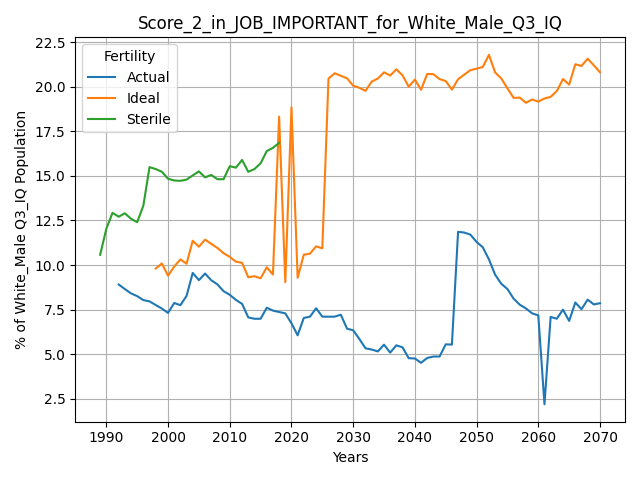 Score_2_in_JOB_IMPORTANT_for_White_Male_Q3_IQ
% of White_Male Q3_IQ Population
22.5
20.0
17.5
15.0
12.5
10.0
7.5
5.0
2.5
Fertility
Actual
Ideal
Sterile
1990
2000
2010
2020
2030
2040
2050
2060
2070
Years